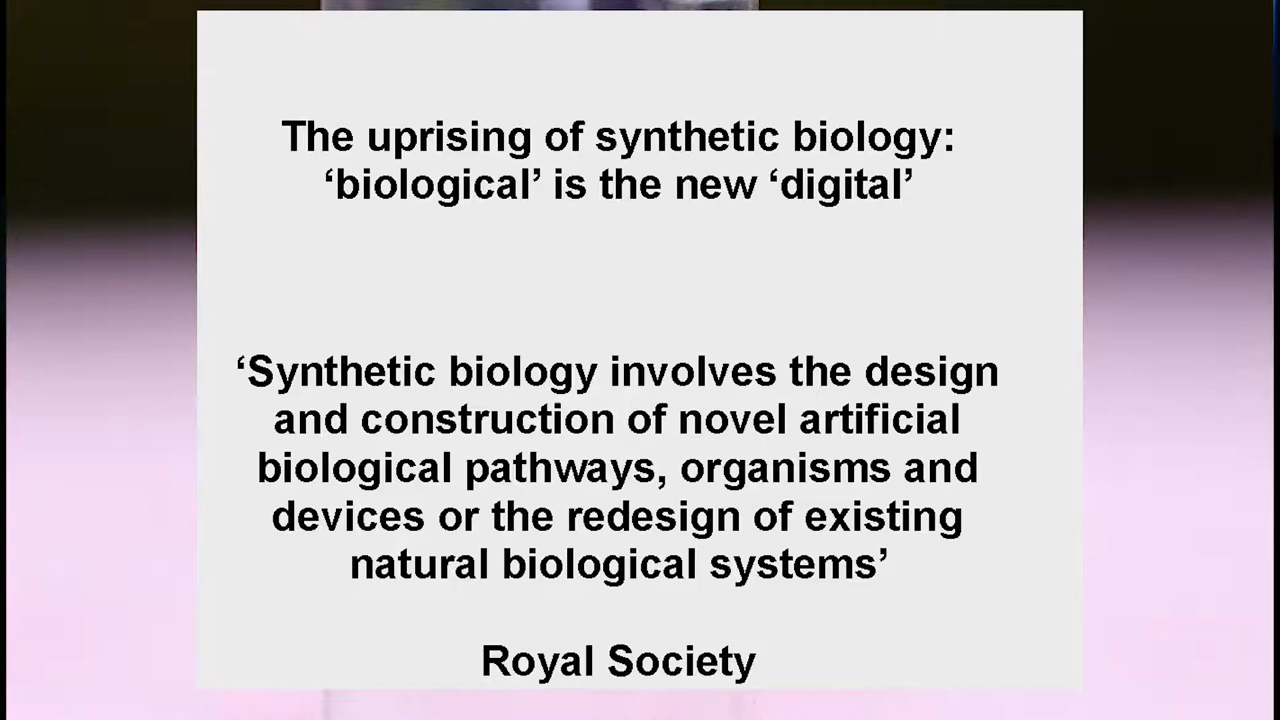 The uprising of synthetic biology:
‘biological’ is the new ‘digital’
‘Synthetic biology involves the design
and construction of novel artificial
biological pathways, organisms and
devices or the redesign of existing
natural biological systems’
Royal Society